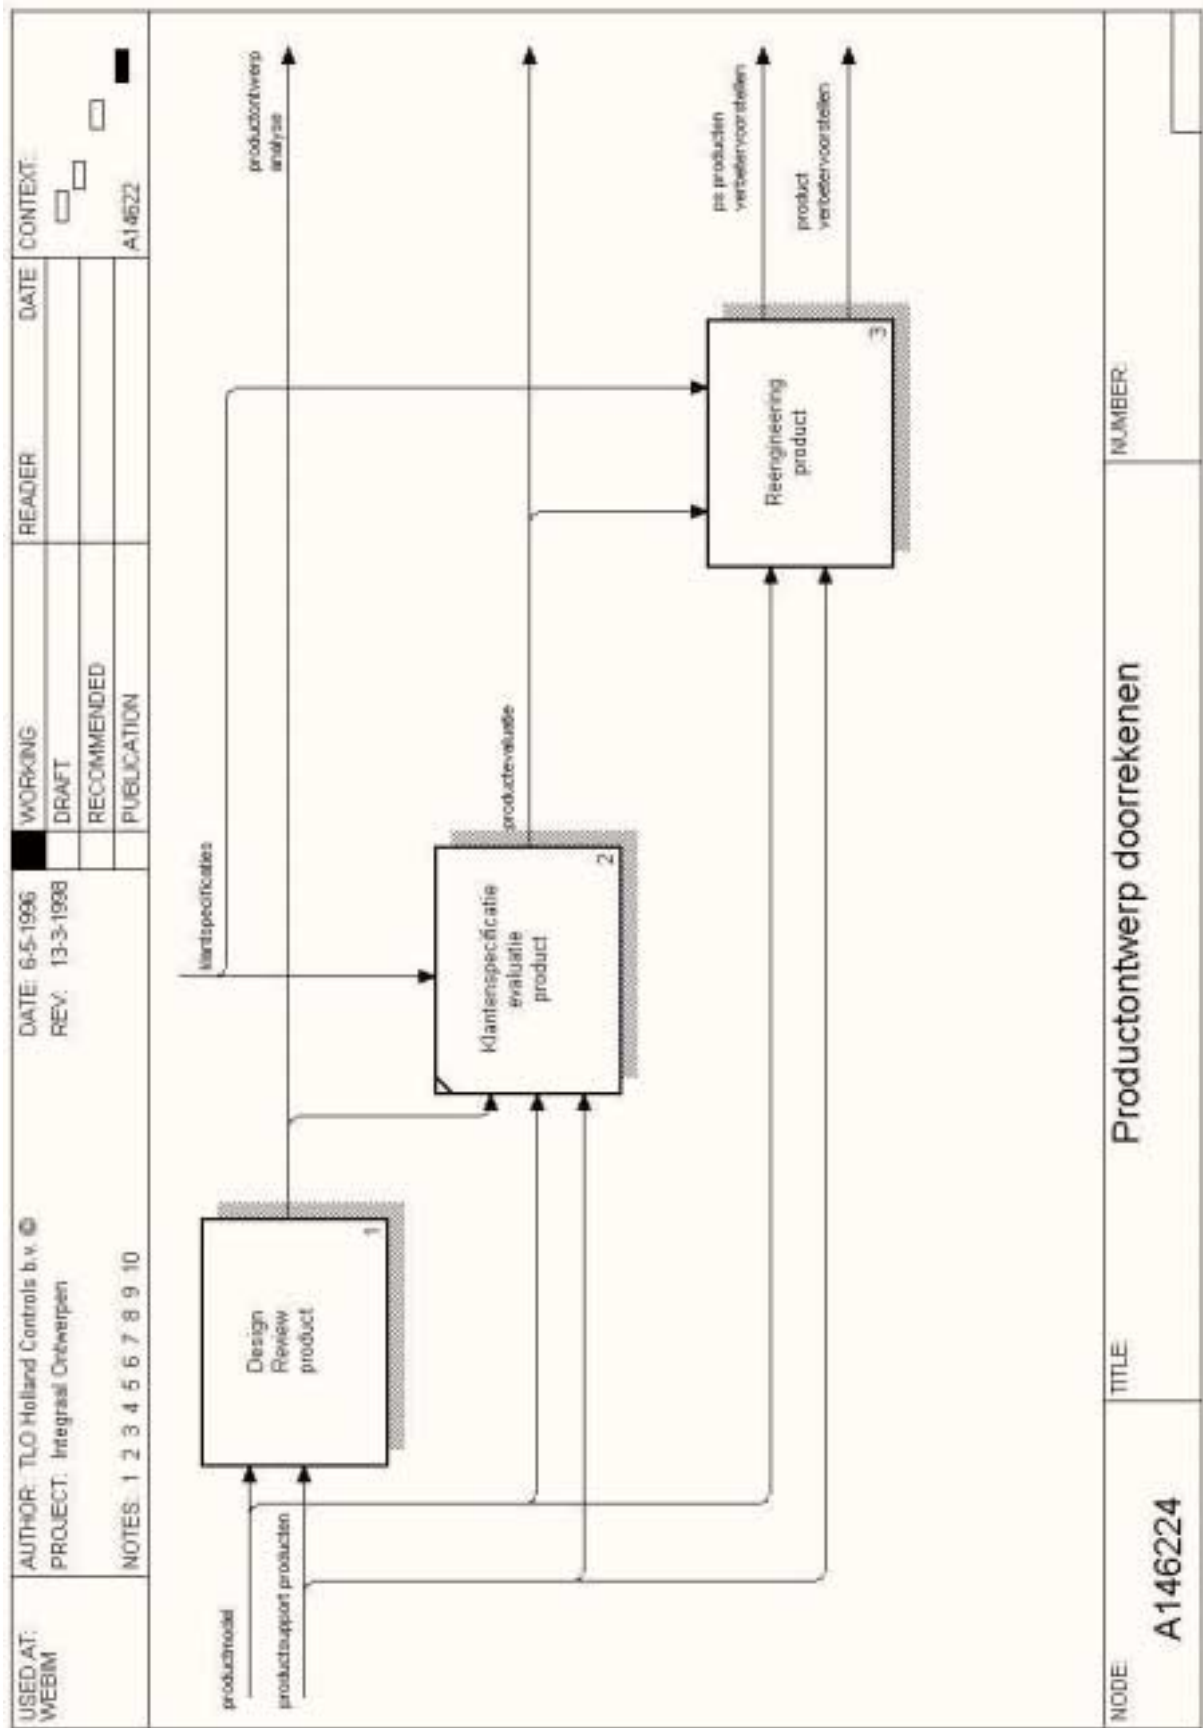 USED AT:
WEBIM
AUTHOR: TLO Holland Controls b.v. ©
PROJECT: Integraal Ontwerpen
NOTES: 1 2 3 4 5 6 7 8 9 10
DATE: 6-5-1996
REV: 13-3-1998
WORKING
DRAFT
RECOMMENDED
PUBLICATION
READER
DATE
CONTEXT:
A14622
klantspecificaties
productmodel
productsupport producten
Design
Review
product
1
productontwerp
analyse
Klantenspecificatie
evaluatie
product
2
productevaluatie
Reengineering
product
3
ps producten
verbetervoorstellen
product
verbetervoorstellen
NODE:
A146224
TITLE:
Productontwerp doorrekenen
NUMBER: